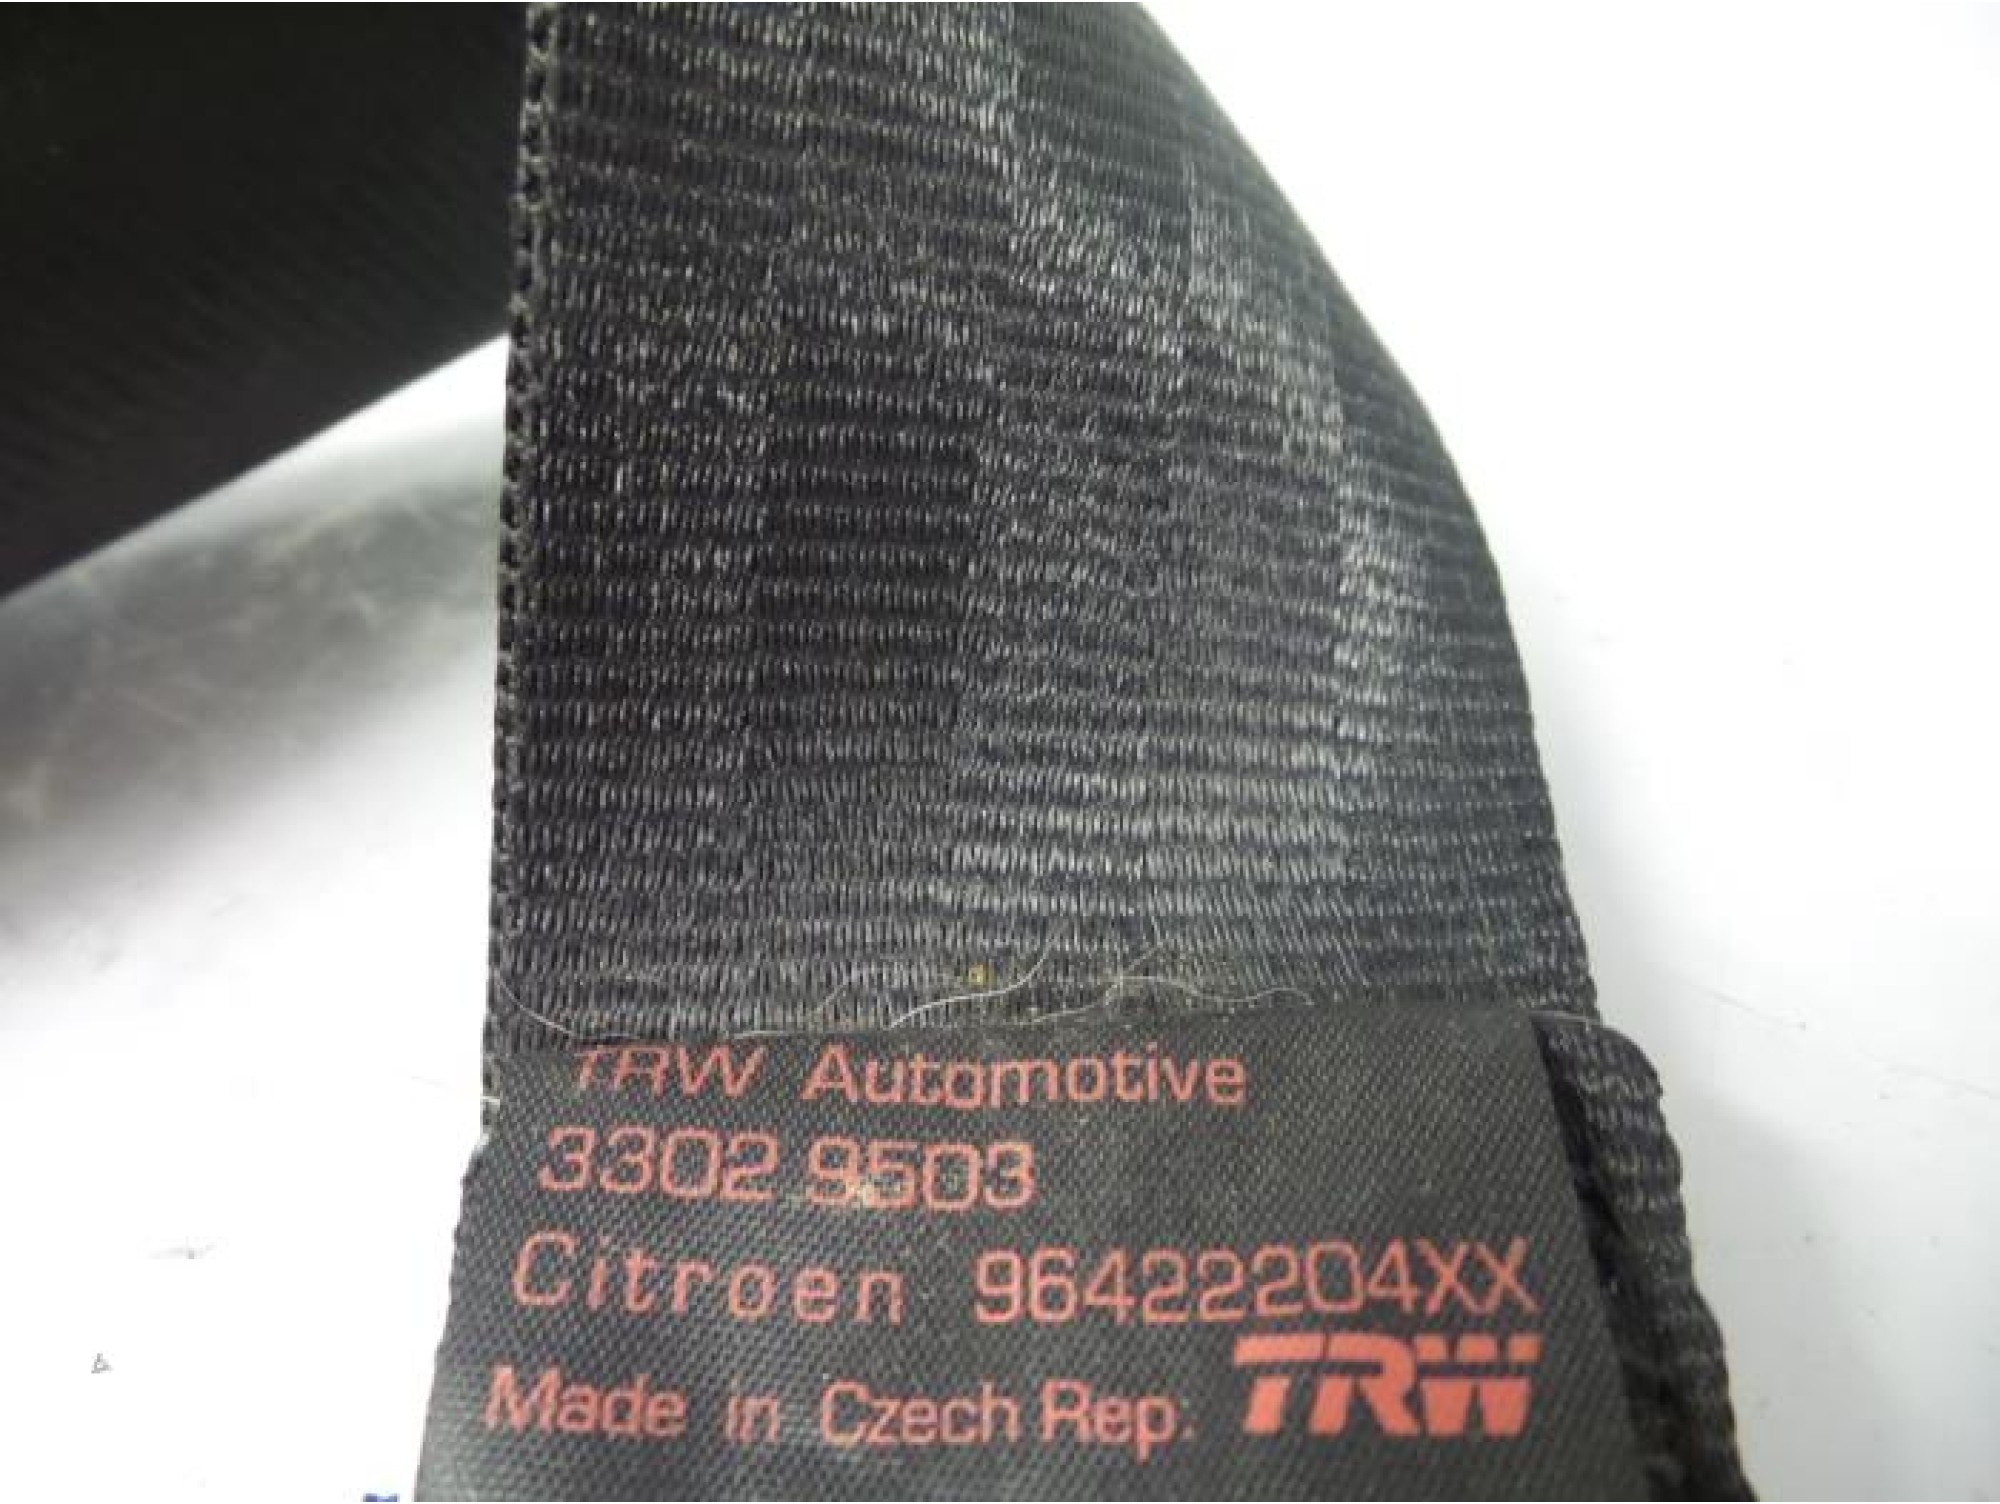 TRW Automotive
3302 9503
Citroen 96422204XX
Made in Czech Rep. TRW